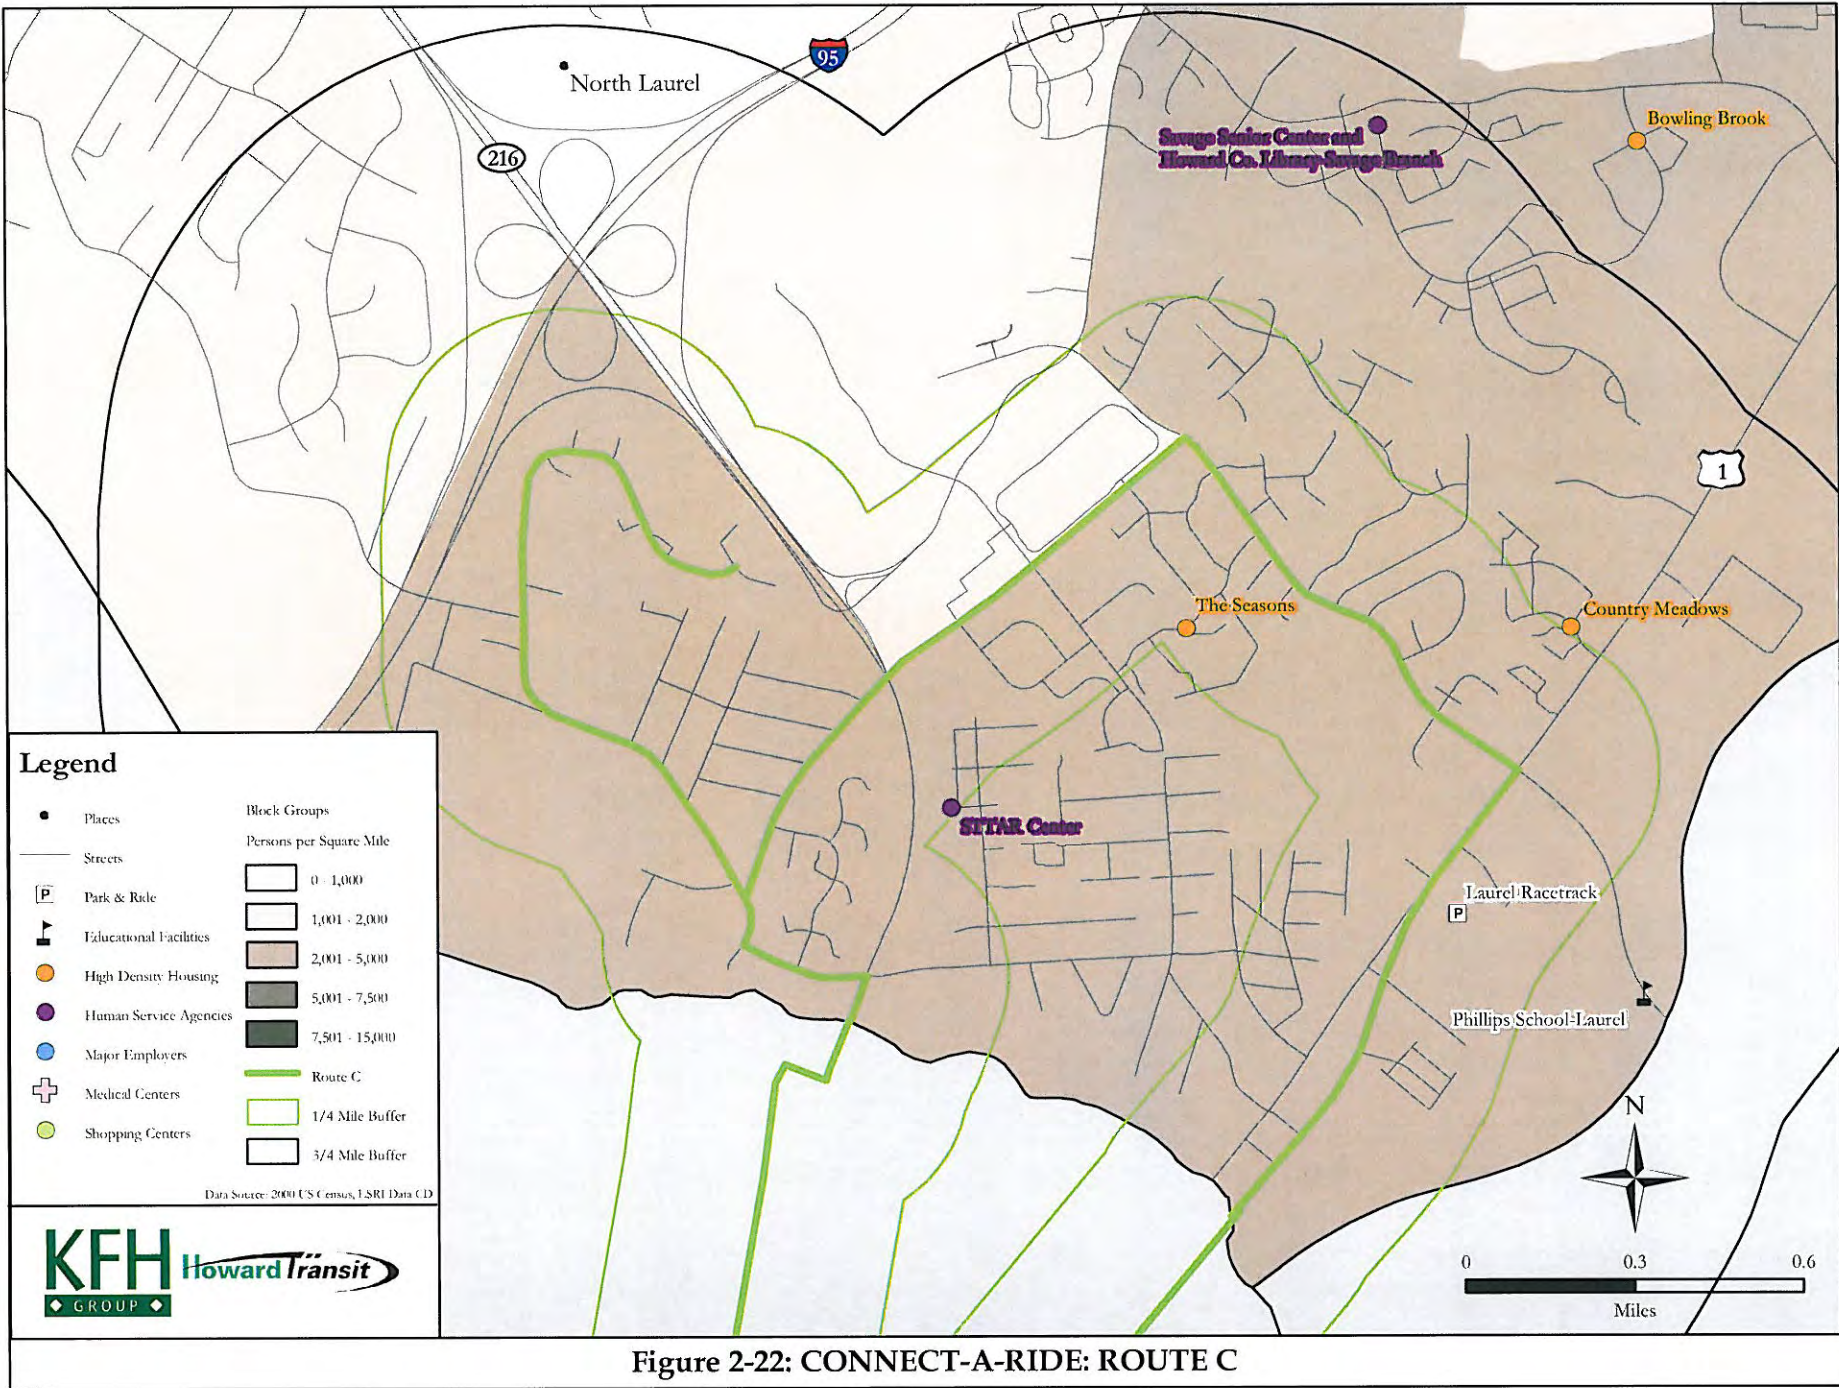 95
North Laurel
216
Savage Senior Center and
Howard Co. Library-Savage Branch
Bowling Brook
1
The Seasons
Country Meadows
STTAR Center
Laurel Racetrack
P
Phillips School-Laurel
N
0 0.3 0.6
Miles
Legend
Places
Streets
P Park & Ride
Educational Facilities
High Density Housing
Human Service Agencies
Major Employers
Medical Centers
Shopping Centers
Block Groups
Persons per Square Mile
0 - 1,000
1,001 - 2,000
2,001 - 5,000
5,001 - 7,500
7,501 - 15,000
Route C
1/4 Mile Buffer
3/4 Mile Buffer
Data Source: 2000 US Census, ESRI Data CD
KFH
GROUP
Howard Transit
Figure 2-22: CONNECT-A-RIDE: ROUTE C